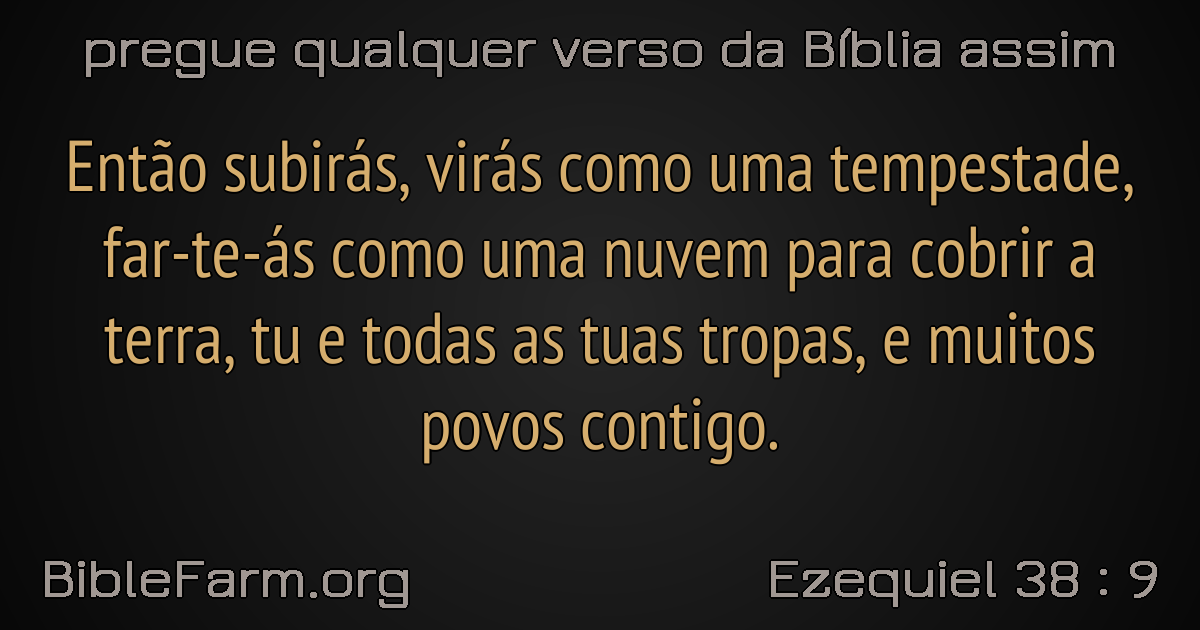 pregue qualquer verso da Bíblia assim
Então subirás, virás como uma tempestade,
far-te-ás como uma nuvem para cobrir a
terra, tu e todas as tuas tropas, e muitos
povos contigo.
BibleFarm.org
Ezequiel 38 : 9